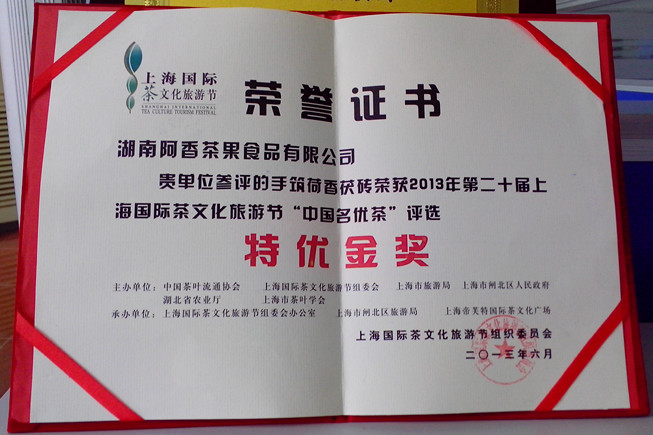 上海国际
茶文化旅游节
SHANGHAI INTERNATIONAL
TEA CULTURE TOURISM FESTIVAL
荣誉证书
湖南阿香茶果食品有限公司
贵单位参评的手筑荷香茯砖荣获2013年第二十届上
海国际茶文化旅游节“中国名优茶”评选
特优金奖
主办单位：中国茶叶流通协会 上海国际茶文化旅游节组委会 上海市旅游局 上海市闸北区人民政府
湖北省农业厅 上海市茶叶学会
承办单位：上海国际茶文化旅游节组委会办公室 上海市闸北区旅游局 上海帝芙特国际茶文化广场
上海国际茶文化旅游节组织委员会
二〇一三年六月